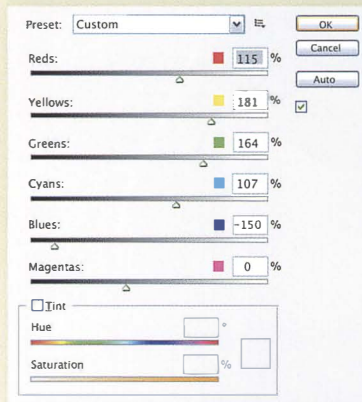 Preset: Custom
OK
Cancel
Auto
Reds: 115 %
Yellows: 181 %
Greens: 164 %
Cyans: 107 %
Blues: -150 %
Magentas: 0 %
Tint
Hue °
Saturation %